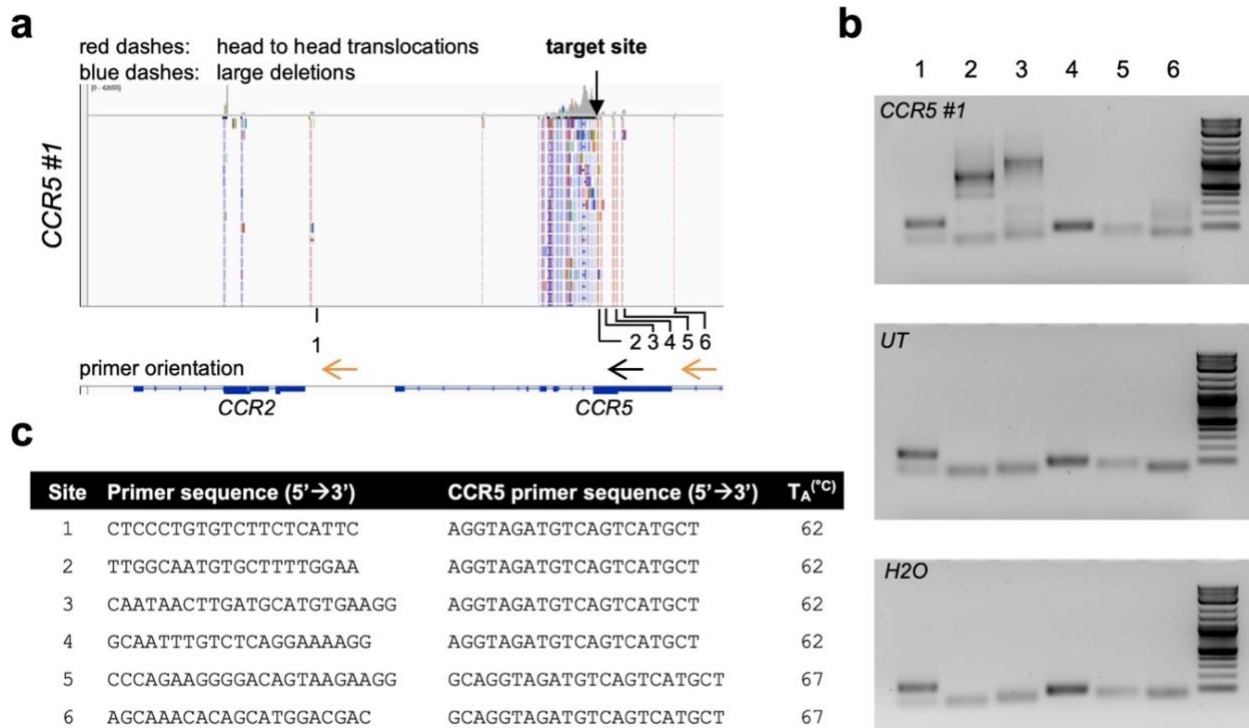 a
red dashes: head to head translocations
blue dashes: large deletions
target site
[0 - 42655]
CCR5 #1
1
2 3 4 5 6
primer orientation
CCR2 CCR5
b
1 2 3 4 5 6
CCR5 #1
UT
H2O
c
Site Primer sequence (5'→3') CCR5 primer sequence (5'→3') TA(°C)
1 CTCCCTGTGTCTTCTCATTC AGGTAGATGTCAGTCATGCT 62
2 TTGGCAATGTGCTTTTGGAA AGGTAGATGTCAGTCATGCT 62
3 CAATAACTTGATGCATGTGAAGG AGGTAGATGTCAGTCATGCT 62
4 GCAATTTGTCTCAGGAAAAGG AGGTAGATGTCAGTCATGCT 62
5 CCCAGAAGGGGACAGTAAGAAGG GCAGGTAGATGTCAGTCATGCT 67
6 AGCAAACACAGCATGGACGAC GCAGGTAGATGTCAGTCATGCT 67